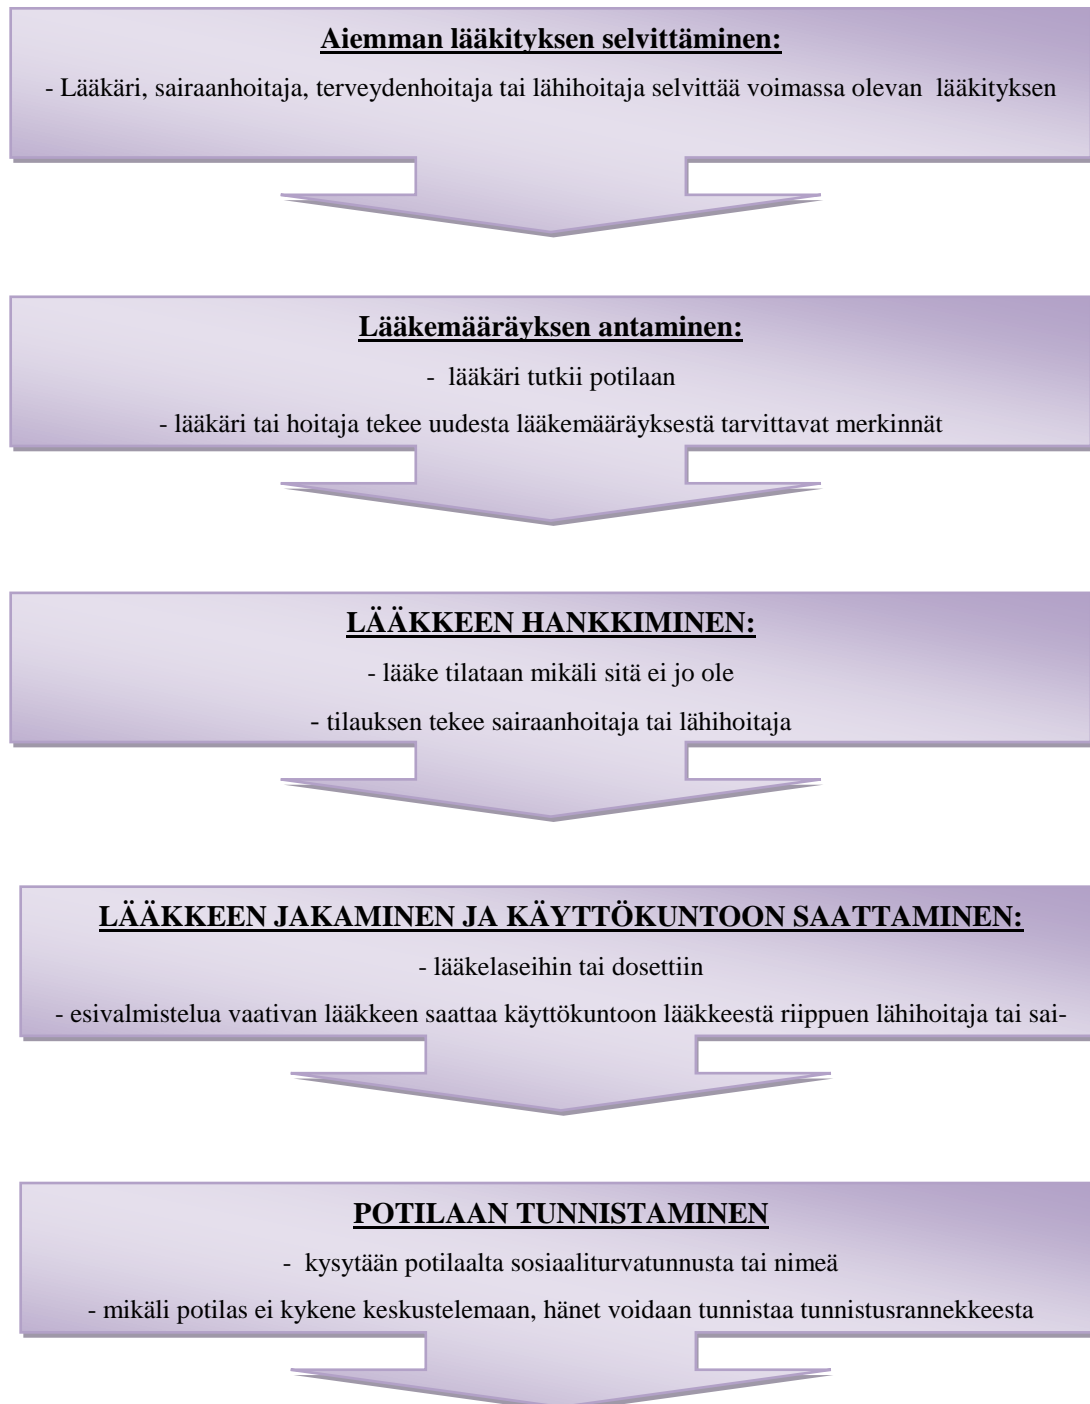 Aiemman lääkityksen selvittäminen:
- Lääkäri, sairaanhoitaja, terveydenhoitaja tai lähihoitaja selvittää voimassa olevan lääkityksen
Lääkemääräyksen antaminen:
- lääkäri tutkii potilaan
- lääkäri tai hoitaja tekee uudesta lääkemääräyksestä tarvittavat merkinnät
LÄÄKKEEN HANKKIMINEN:
- lääke tilataan mikäli sitä ei jo ole
- tilauksen tekee sairaanhoitaja tai lähihoitaja
LÄÄKKEEN JAKAMINEN JA KÄYTTÖKUNTOON SAATTAMINEN:
- lääkelaseihin tai dosettiin
- esivalmistelua vaativan lääkkeen saattaa käyttökuntoon lääkkeestä riippuen lähihoitaja tai sai-
POTILAAN TUNNISTAMINEN
- kysytään potilaalta sosiaaliturvatunnusta tai nimeä
- mikäli potilas ei kykene keskustelemaan, hänet voidaan tunnistaa tunnistusrannekkeesta